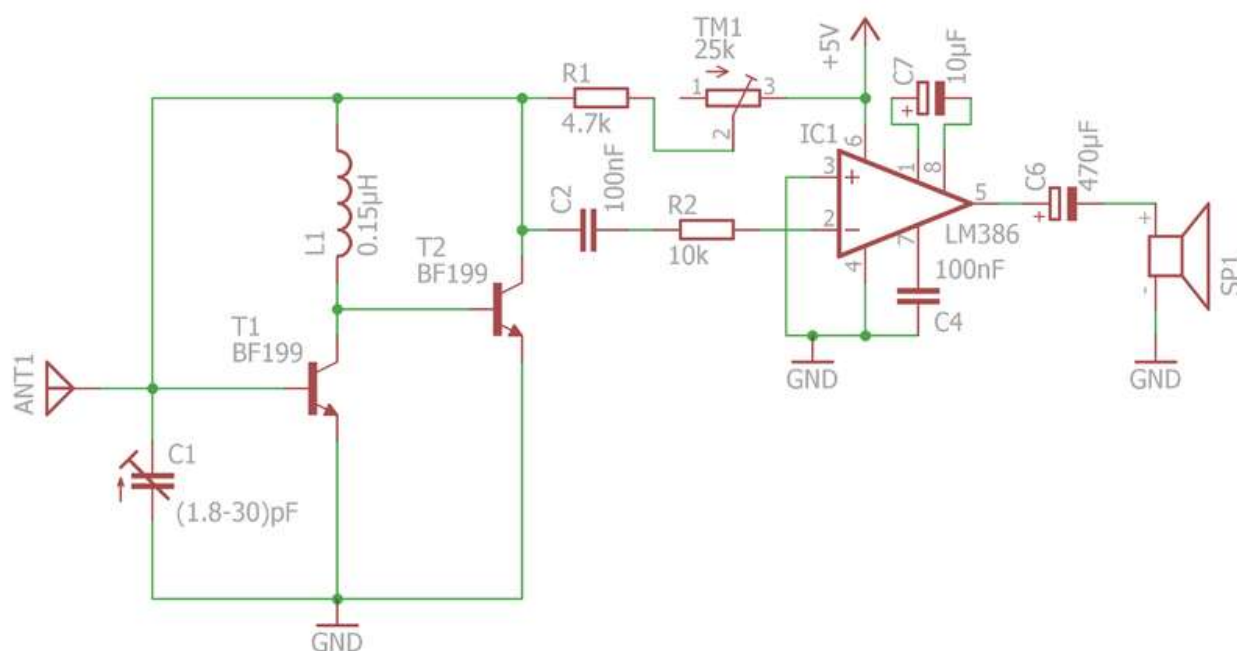 TM1
25k
+5V
C7
10µF
R1
4.7k
1
3
2
IC1
6
1
8
3
+
2
−
5
7
4
LM386
C6
470µF
+
+
+
-
SP1
C2
100nF
R2
10k
100nF
C4
GND
GND
L1
0.15µH
T2
BF199
T1
BF199
ANT1
C1
(1.8-30)pF
GND